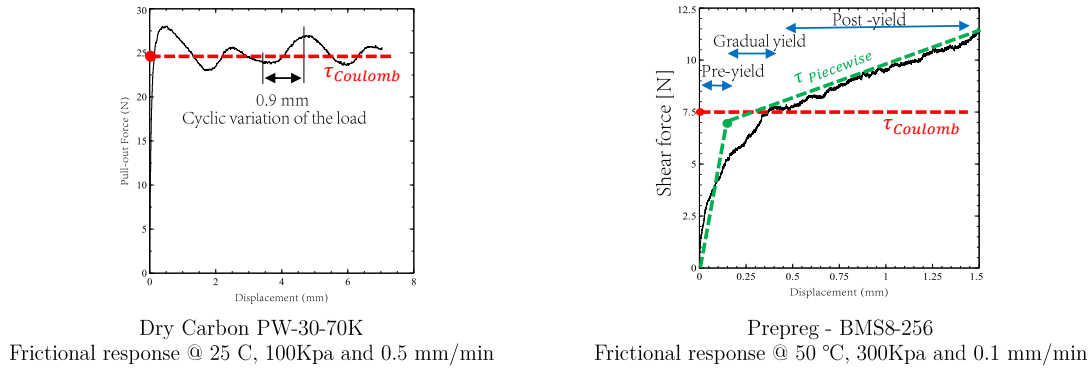 35
30
25
20
15
10
5
0
0
2
4
6
8
Pull-out Force (N)
Displacement (mm)
τCoulomb
0.9 mm
Cyclic variation of the load
Dry Carbon PW-30-70K
Frictional response @ 25 C, 100Kpa and 0.5 mm/min
12.5
10
7.5
5
2.5
0
0
0.25
0.5
0.75
1
1.25
1.5
Shear force [N]
Displacement (mm)
Post -yield
Gradual yield
Pre-yield
τ Piecewise
τCoulomb
Prepreg - BMS8-256
Frictional response @ 50 ℃, 300Kpa and 0.1 mm/min